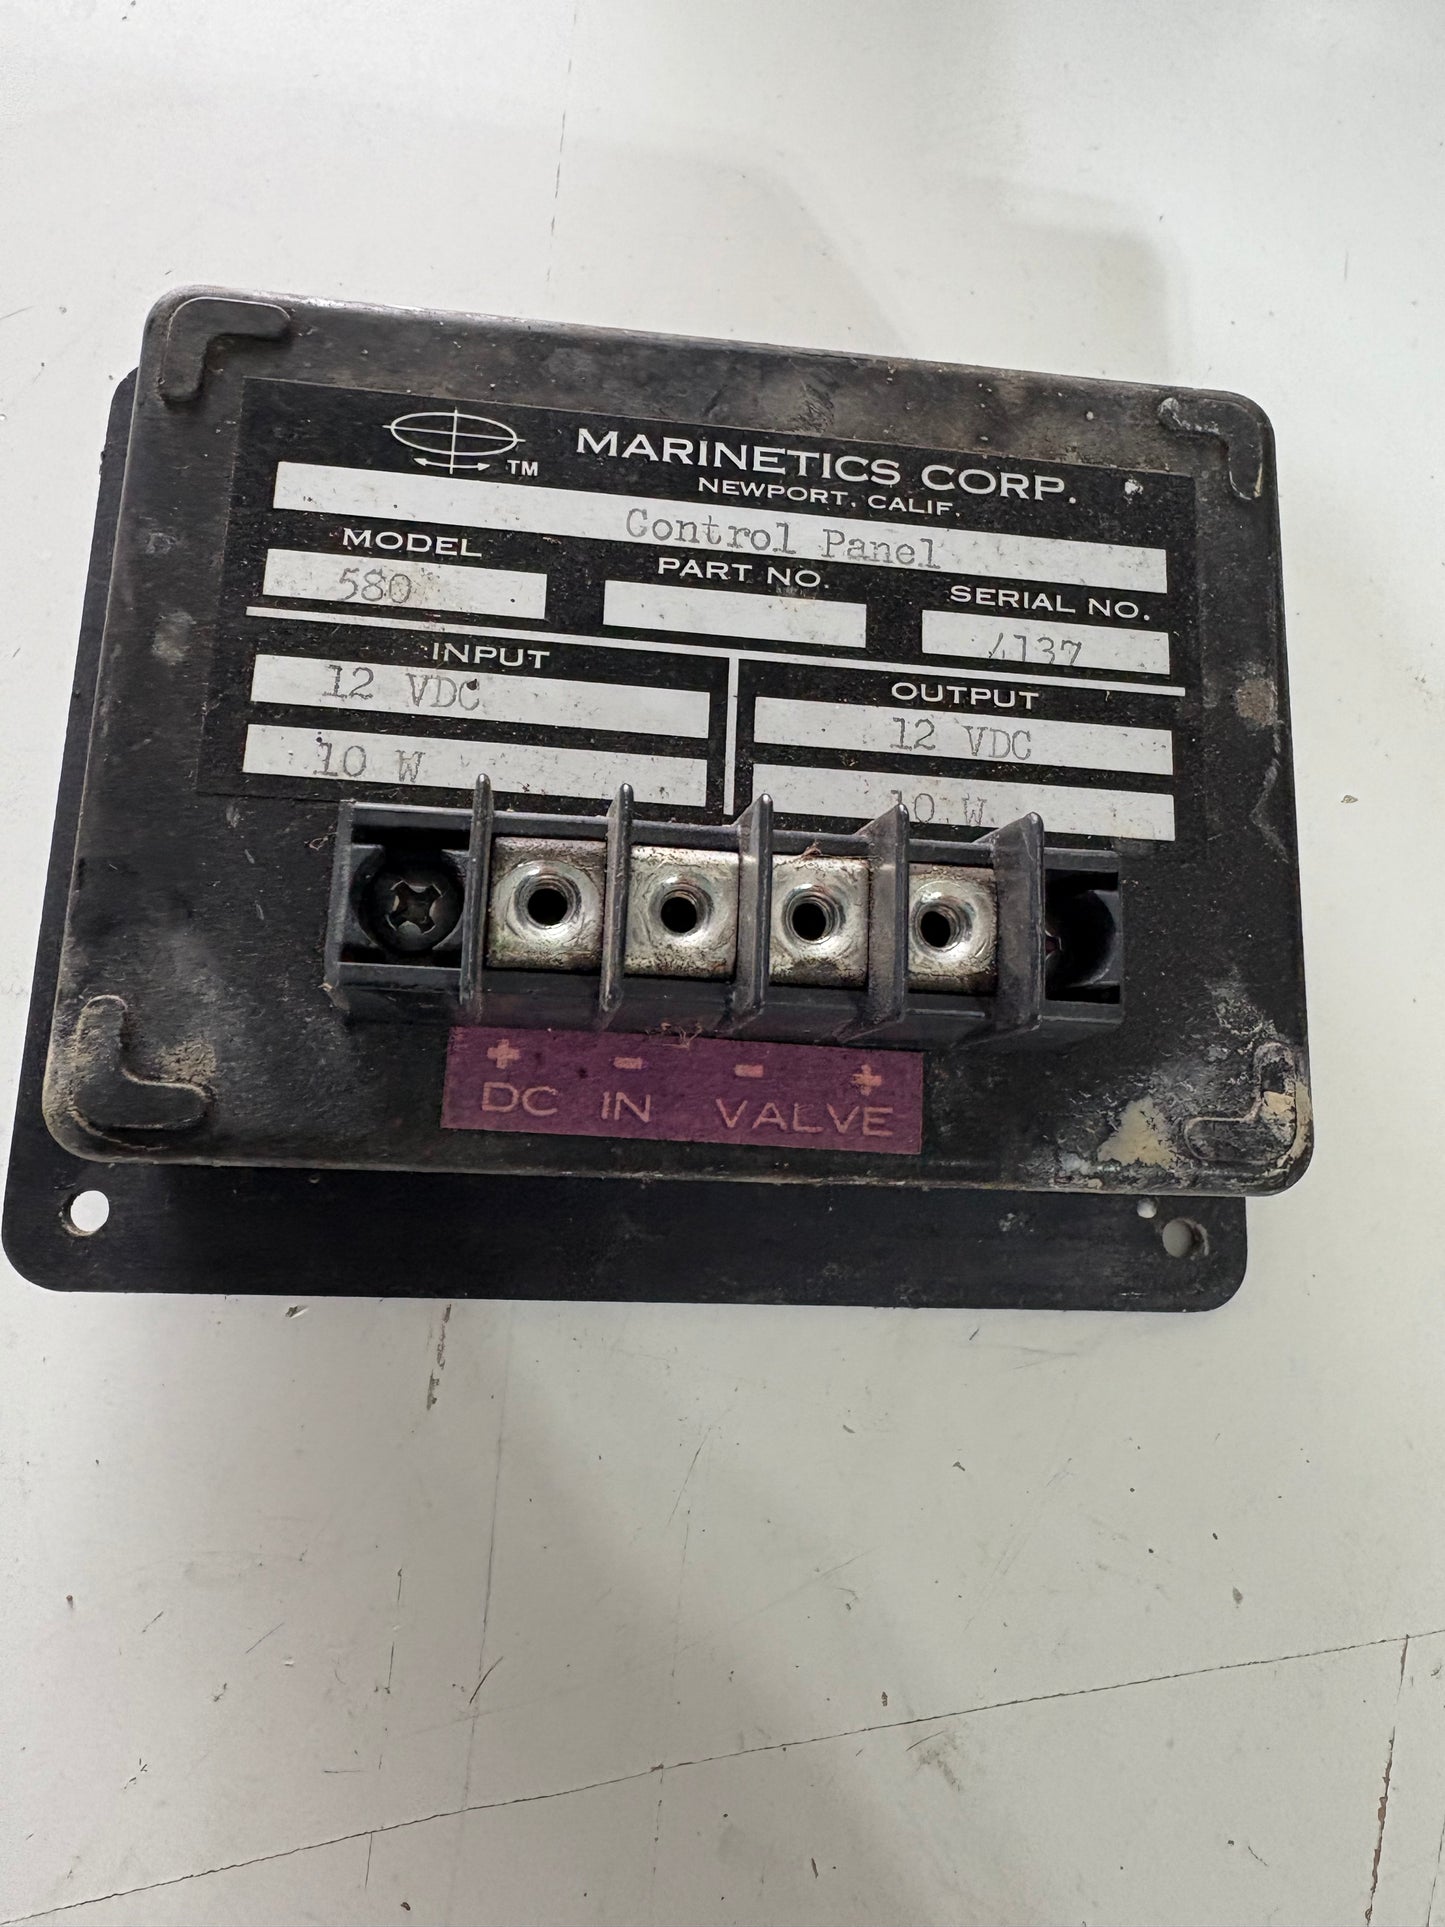 TM
MARINETICS CORP.
NEWPORT, CALIF.
Control Panel
MODEL PART NO. SERIAL NO.
580 4137
INPUT OUTPUT
12 VDC 12 VDC
10 W 10 W
+ - - +
DC IN VALVE